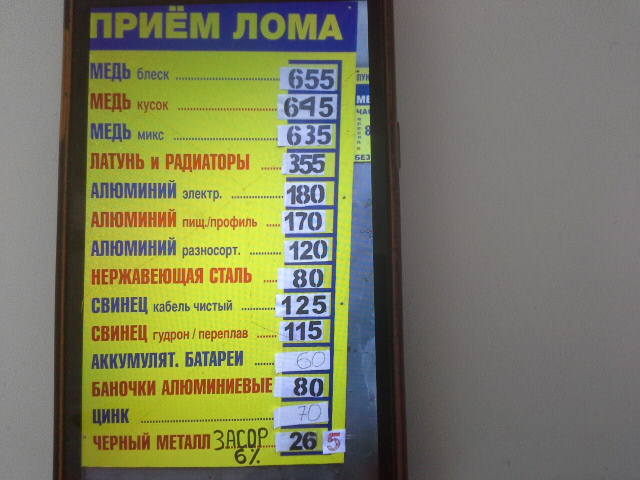 ПРИЁМ ЛОМА
МЕДЬ блеск 655
МЕДЬ кусок 645
МЕДЬ микс 635
ЛАТУНЬ и РАДИАТОРЫ 355
АЛЮМИНИЙ электр. 180
АЛЮМИНИЙ пищ./профиль 170
АЛЮМИНИЙ разносорт. 120
НЕРЖАВЕЮЩАЯ СТАЛЬ 80
СВИНЕЦ кабель чистый 125
СВИНЕЦ гудрон / переплав 115
АККУМУЛЯТ. БАТАРЕИ 60
БАНОЧКИ АЛЮМИНИЕВЫЕ 80
ЦИНК 70
ЧЕРНЫЙ МЕТАЛЛ ЗАСОР 26 5
6%